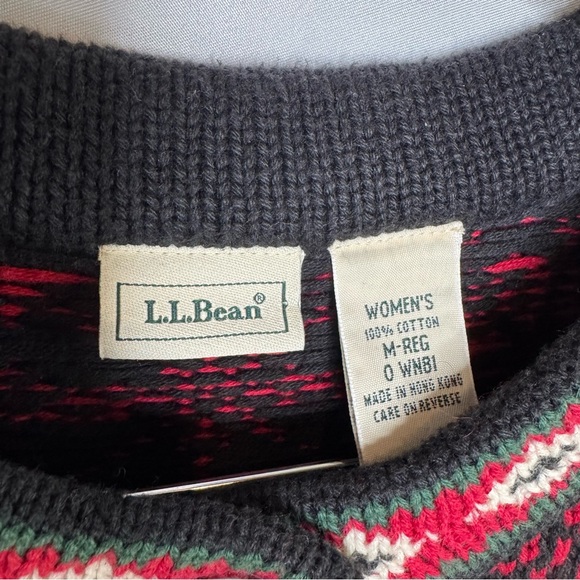 L.L.Bean®
WOMEN'S
100% COTTON
M-REG
0 WNB1
MADE IN HONG KONG
CARE ON REVERSE